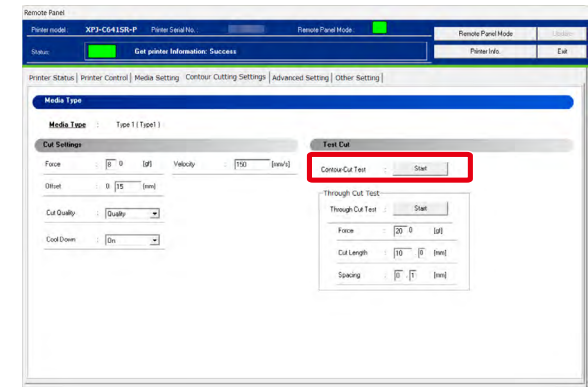 Remote Panel
Printer model : XPJ-C641SR-P Printer Serial No. : Remote Panel Mode : Remote Panel Mode
Status: Get printer Information: Success Printer Info. Exit
Printer Status Printer Control Media Setting Contour Cutting Settings Advanced Setting Other Setting
Media Type
Media Type : Type 1 ( Type1 )
Cut Settings Test Cut
Force : 8 0 [gf] Velocity : 150 [mm/s] Contour-Cut Test : Start
Offset : 0 15 [mm] Through Cut Test
Cut Quality : Quality Through Cut Test : Start
Cool Down : On Force : 20 0 [gf]
Cut Length : 10 . 0 [mm]
Spacing : 0 . 1 [mm]